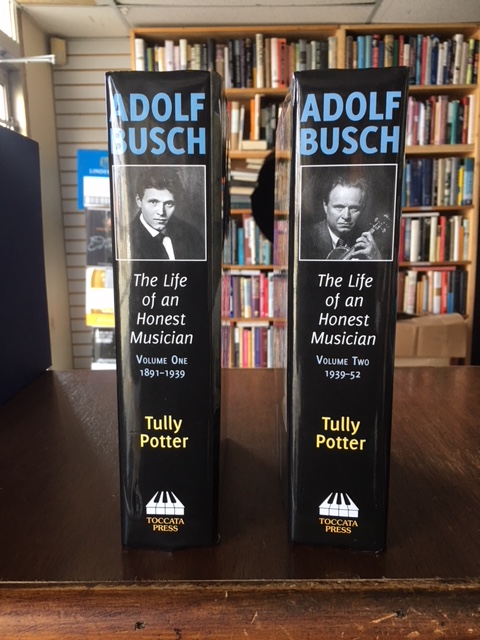 ADOLF
BUSCH
The Life
of an
Honest
Musician
VOLUME ONE
1891–1939
Tully
Potter
TOCCATA
PRESS
ADOLF
BUSCH
The Life
of an
Honest
Musician
VOLUME TWO
1939–52
Tully
Potter
TOCCATA
PRESS